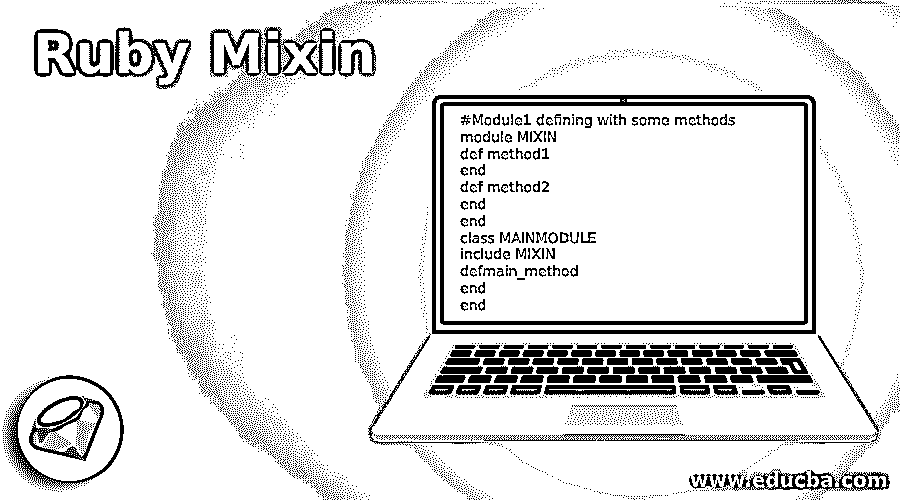 Ruby Mixin
#Module1 defining with some methods
module MIXIN
def method1
end
def method2
end
end
class MAINMODULE
include MIXIN
defmain_method
end
end
www.educba.com